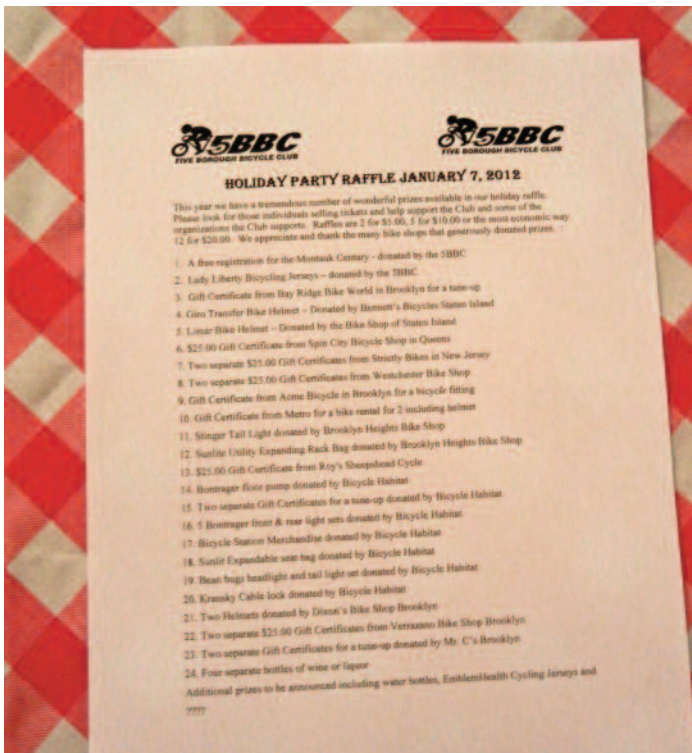 5BBC
FIVE BOROUGH BICYCLE CLUB
5BBC
FIVE BOROUGH BICYCLE CLUB
HOLIDAY PARTY RAFFLE JANUARY 7, 2012
This year we have a tremendous number of wonderful prizes available in our holiday raffle.
Please look for those individuals selling tickets and help support the Club and some of the
organizations the Club supports. Raffles are 2 for $5.00, 5 for $10.00 or the most economic way
12 for $20.00. We appreciate and thank the many bike shops that generously donated prizes. :
1. A free registration for the Montauk Century - donated by the 5BBC
2. Lady Liberty Bicycling Jerseys – donated by the 5BBC
3. Gift Certificate from Bay Ridge Bike World in Brooklyn for a tune-up
4. Giro Transfer Bike Helmet – Donated by Bennett's Bicycles Staten Island
5. Limar Bike Helmet – Donated by the Bike Shop of Staten Island
6. $25.00 Gift Certificate from Spin City Bicycle Shop in Queens
7. Two separate $25.00 Gift Certificates from Strictly Bikes in New Jersey
8. Two separate $25.00 Gift Certificates from Westchester Bike Shop
9. Gift Certificate from Acme Bicycle in Brooklyn for a bicycle fitting
10. Gift Certificate from Metro for a bike rental for 2 including helmet
11. Stinger Tail Light donated by Brooklyn Heights Bike Shop
12. Sunlite Utility Expanding Rack Bag donated by Brooklyn Heights Bike Shop
13. $25.00 Gift Certificate from Roy's Sheepshead Cycle
14. Bontrager floor pump donated by Bicycle Habitat
15. Two separate Gift Certificates for a tune-up donated by Bicycle Habitat
16. 5 Bontrager front & rear light sets donated by Bicycle Habitat
17. Bicycle Station Merchandise donated by Bicycle Habitat
18. Sunlit Expandable seat bag donated by Bicycle Habitat
19. Bean bugs headlight and tail light set donated by Bicycle Habitat
20. Kransky Cable lock donated by Bicycle Habitat
21. Two Helmets donated by Dixon's Bike Shop Brooklyn
22. Two separate $25.00 Gift Certificates from Verrazano Bike Shop Brooklyn
23. Two separate Gift Certificates for a tune-up donated by Mr. C's Brooklyn
24. Four separate bottles of wine or liquor
Additional prizes to be announced including water bottles, EmblemHealth Cycling Jerseys and
????